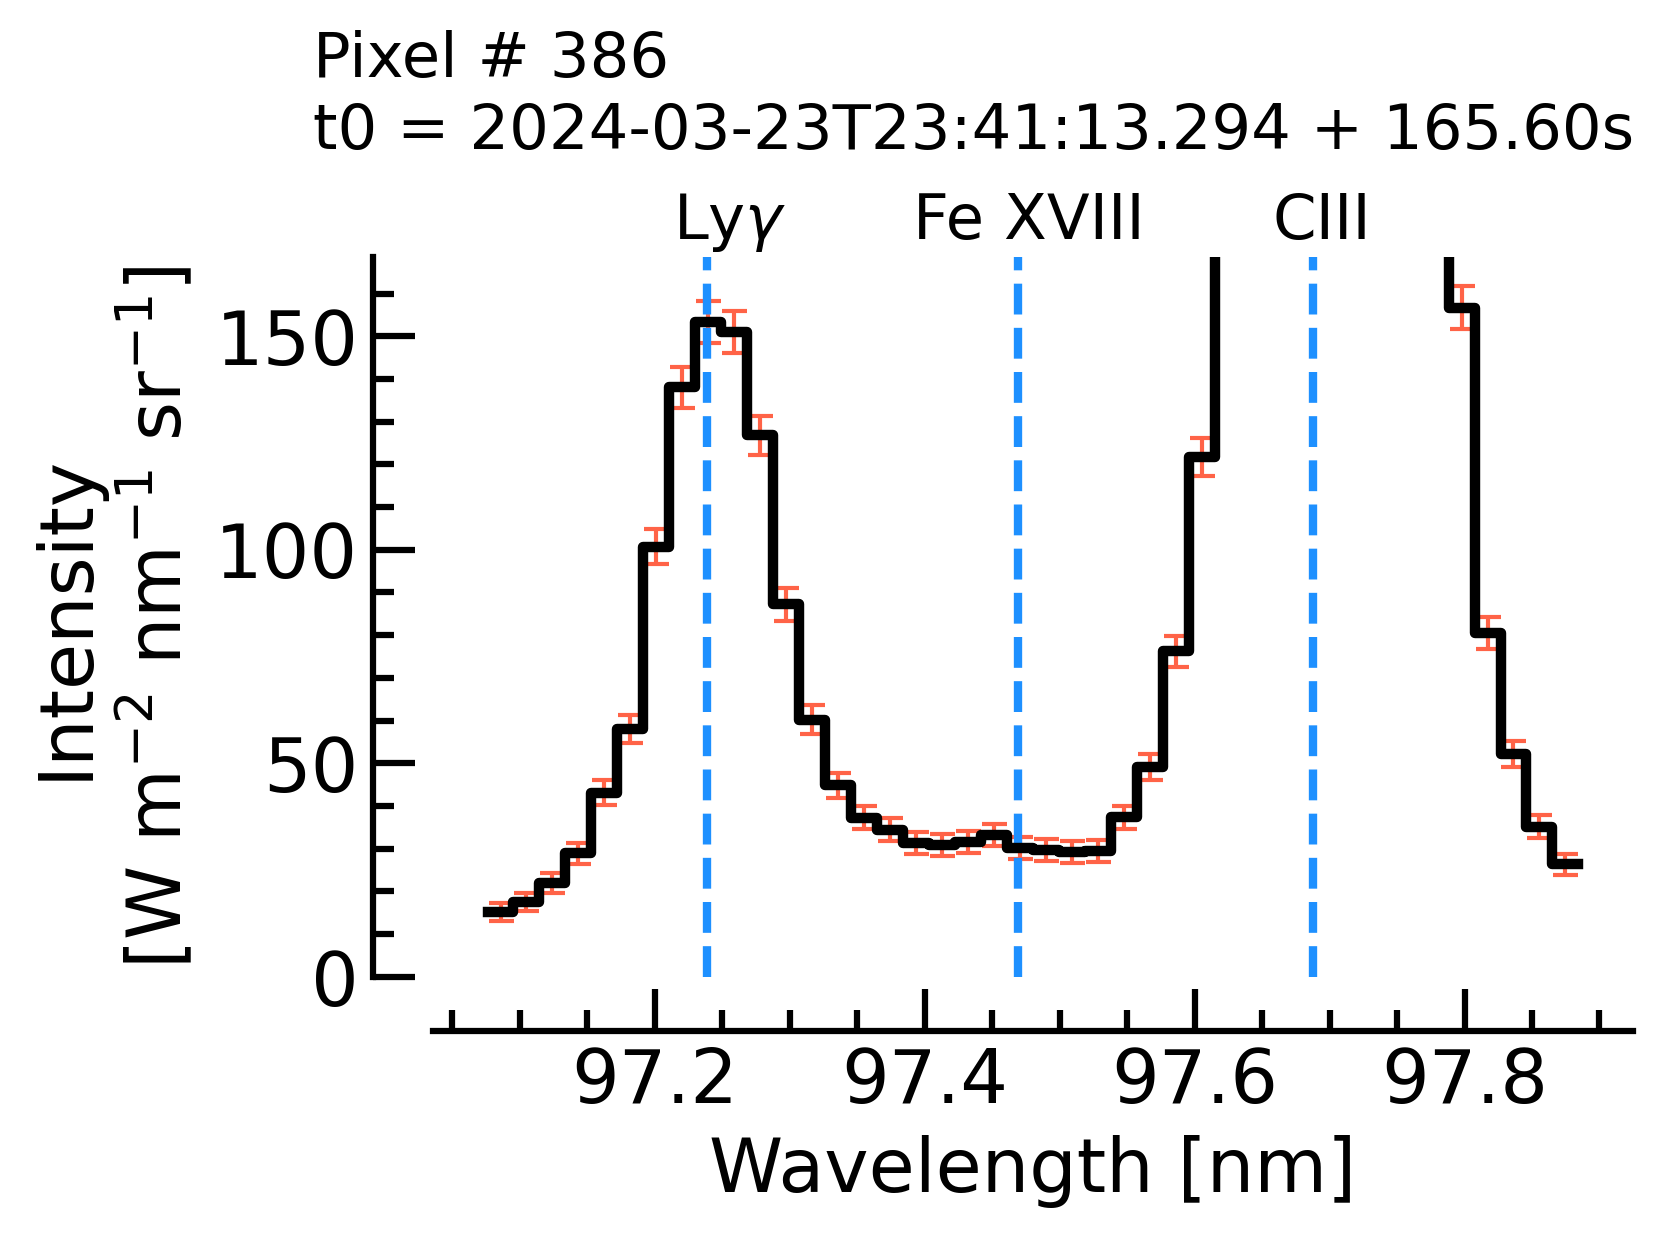 Pixel # 386
t0 = 2024-03-23T23:41:13.294 + 165.60s
Lyγ Fe XVIII CIII
Intensity
[W m⁻² nm⁻¹ sr⁻¹]
150
100
50
0
97.2 97.4 97.6 97.8
Wavelength [nm]